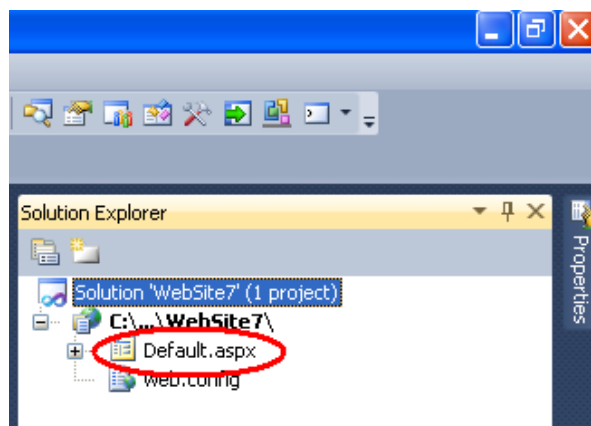 Solution Explorer
Properties
Solution 'WebSite7' (1 project)
C:\...\WebSite7\
Default.aspx
web.config